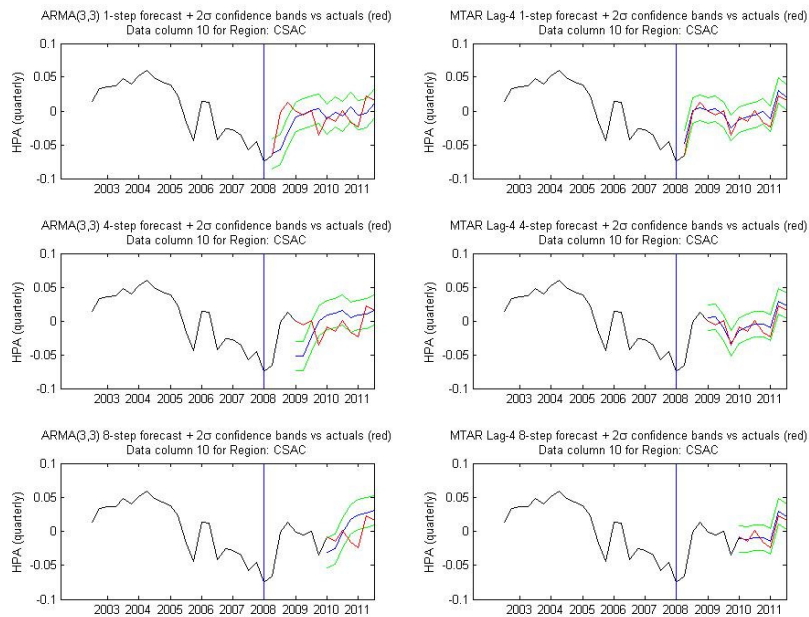 ARMA(3,3) 1-step forecast + 2σ confidence bands vs actuals (red)
Data column 10 for Region: CSAC
HPA (quarterly)
0.1
0.05
0
-0.05
-0.1
2003 2004 2005 2006 2007 2008 2009 2010 2011
MTAR Lag-4 1-step forecast + 2σ confidence bands vs actuals (red)
Data column 10 for Region: CSAC
HPA (quarterly)
0.1
0.05
0
-0.05
-0.1
2003 2004 2005 2006 2007 2008 2009 2010 2011
ARMA(3,3) 4-step forecast + 2σ confidence bands vs actuals (red)
Data column 10 for Region: CSAC
HPA (quarterly)
0.1
0.05
0
-0.05
-0.1
2003 2004 2005 2006 2007 2008 2009 2010 2011
MTAR Lag-4 4-step forecast + 2σ confidence bands vs actuals (red)
Data column 10 for Region: CSAC
HPA (quarterly)
0.1
0.05
0
-0.05
-0.1
2003 2004 2005 2006 2007 2008 2009 2010 2011
ARMA(3,3) 8-step forecast + 2σ confidence bands vs actuals (red)
Data column 10 for Region: CSAC
HPA (quarterly)
0.1
0.05
0
-0.05
-0.1
2003 2004 2005 2006 2007 2008 2009 2010 2011
MTAR Lag-4 8-step forecast + 2σ confidence bands vs actuals (red)
Data column 10 for Region: CSAC
HPA (quarterly)
0.1
0.05
0
-0.05
-0.1
2003 2004 2005 2006 2007 2008 2009 2010 2011